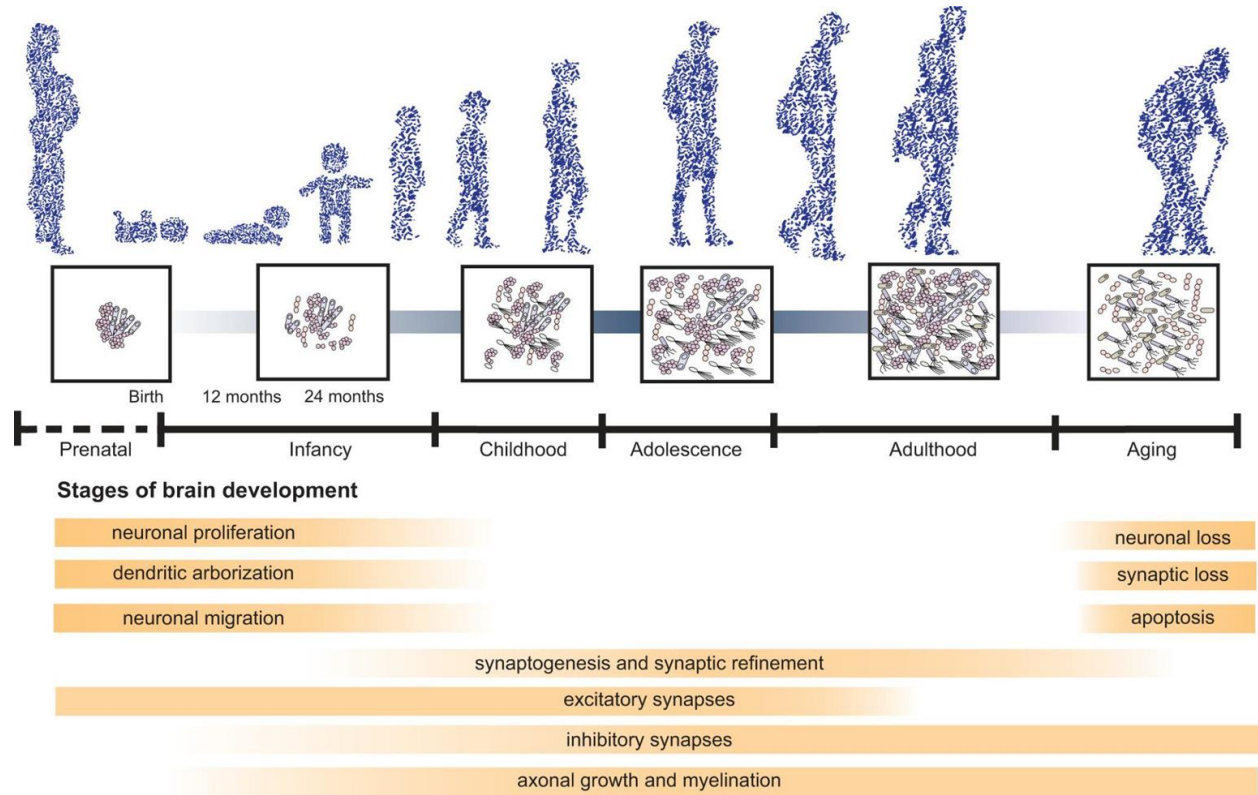 Birth 12 months 24 months
Prenatal Infancy Childhood Adolescence Adulthood Aging
Stages of brain development
neuronal proliferation neuronal loss
dendritic arborization synaptic loss
neuronal migration apoptosis
synaptogenesis and synaptic refinement
excitatory synapses
inhibitory synapses
axonal growth and myelination